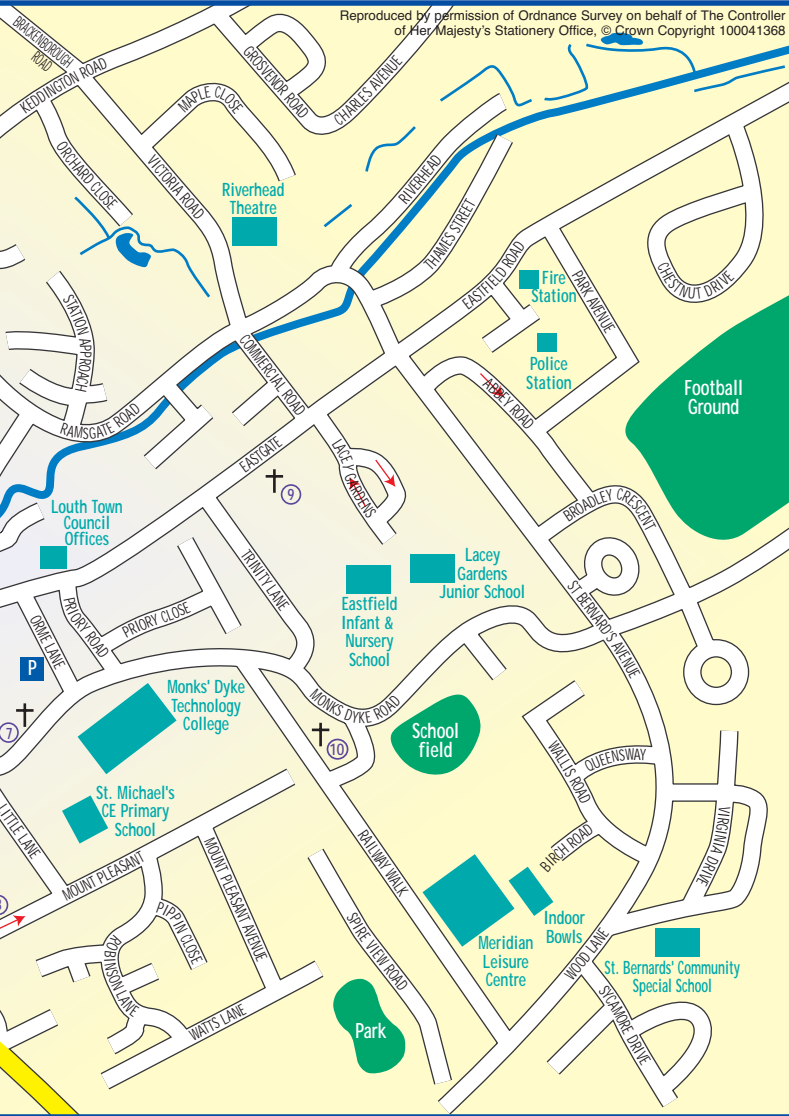 Reproduced by permission of Ordnance Survey on behalf of The Controller
of Her Majesty's Stationery Office, © Crown Copyright 100041368
BRACKENBOROUGH
ROAD
KEDDINGTON ROAD
GROSVENOR ROAD
CHARLES AVENUE
MAPLE CLOSE
ORCHARD CLOSE
VICTORIA ROAD
Riverhead
Theatre
RIVERHEAD
THAMES STREET
EASTFIELD ROAD
Fire
Station
PARK AVENUE
CHESTNUT DRIVE
STATION APPROACH
COMMERCIAL ROAD
Police
Station
ABBEY ROAD
Football
Ground
RAMSGATE ROAD
EASTGATE
LACEY GARDENS
9
BROADLEY CRESCENT
Louth Town
Council
Offices
TRINITY LANE
Lacey
Gardens
Junior School
Eastfield
Infant &
Nursery
School
ST BERNARD'S AVENUE
ORME LANE
PRIORY ROAD
PRIORY CLOSE
P
Monks' Dyke
Technology
College
MONKS DYKE ROAD
7
10
School
field
WALLIS ROAD
QUEENSWAY
St. Michael's
CE Primary
School
LITTLE LANE
MOUNT PLEASANT
MOUNT PLEASANT AVENUE
RAILWAY WALK
BIRCH ROAD
VIRGINIA DRIVE
PIPPIN CLOSE
ROBINSON LANE
SPIRE VIEW ROAD
Indoor
Bowls
Meridian
Leisure
Centre
WOOD LANE
St. Bernards' Community
Special School
WATTS LANE
Park
SYCAMORE DRIVE